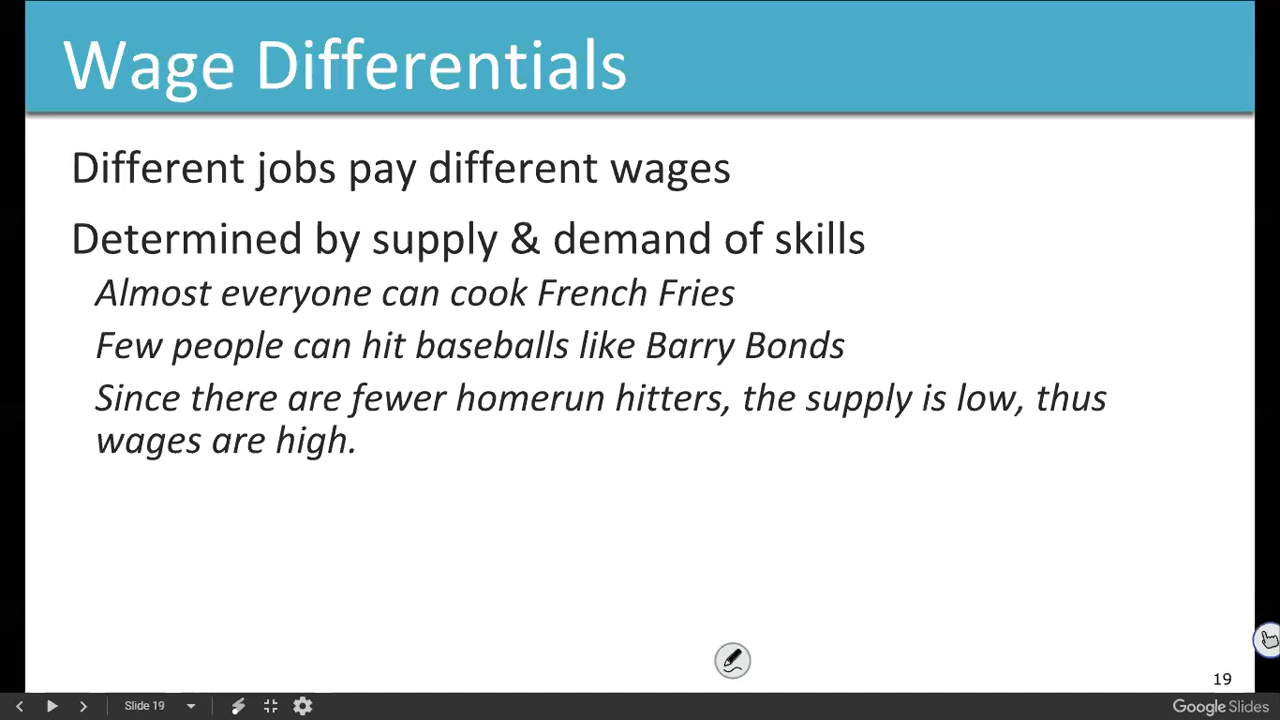 Wage Differentials
Different jobs pay different wages
Determined by supply & demand of skills
Almost everyone can cook French Fries
Few people can hit baseballs like Barry Bonds
Since there are fewer homerun hitters, the supply is low, thus
wages are high.
19
Slide 19
Google Slides